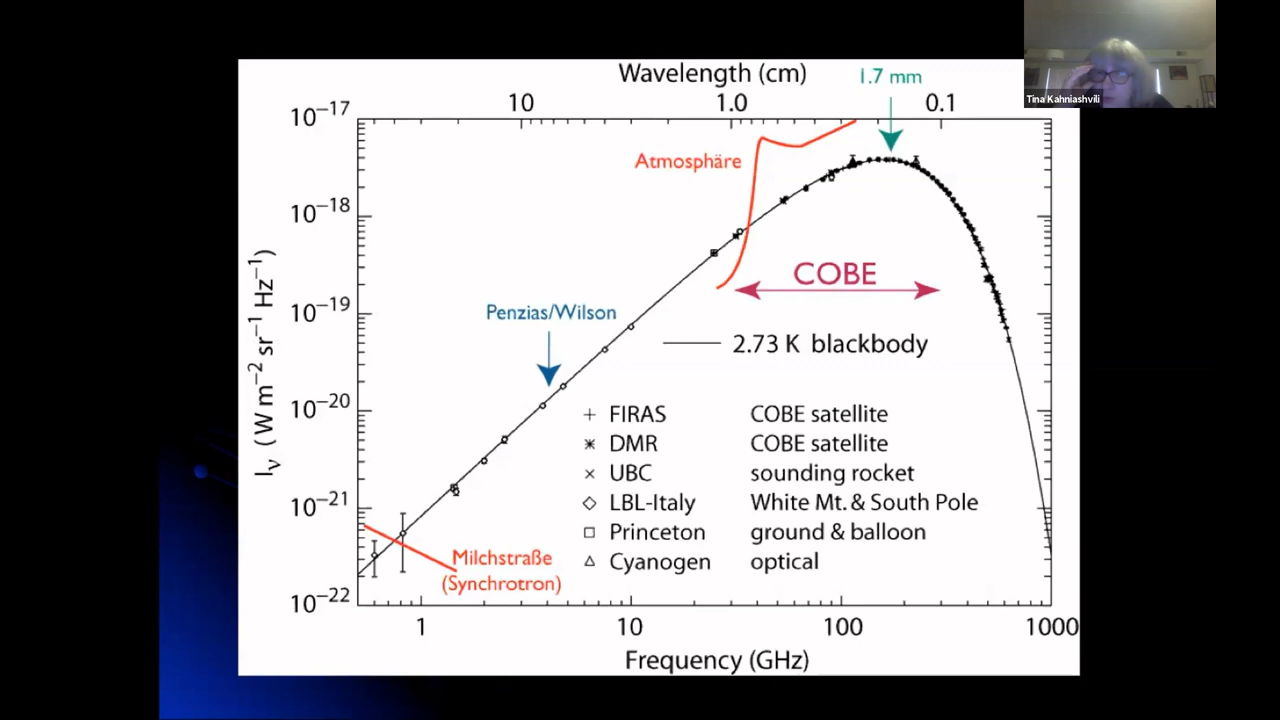 Wavelength (cm)
1.7 mm
10
1.0
0.1
Tina Kahniashvili
10−17
Atmosphäre
10−18
COBE
10−19
Penzias/Wilson
2.73 K blackbody
10−20
Iν (W m−2 sr−1 Hz−1)
+ FIRAS COBE satellite
∗ DMR COBE satellite
× UBC sounding rocket
◇ LBL-Italy White Mt. & South Pole
□ Princeton ground & balloon
△ Cyanogen optical
10−21
Milchstraße
(Synchrotron)
10−22
1 10 100 1000
Frequency (GHz)